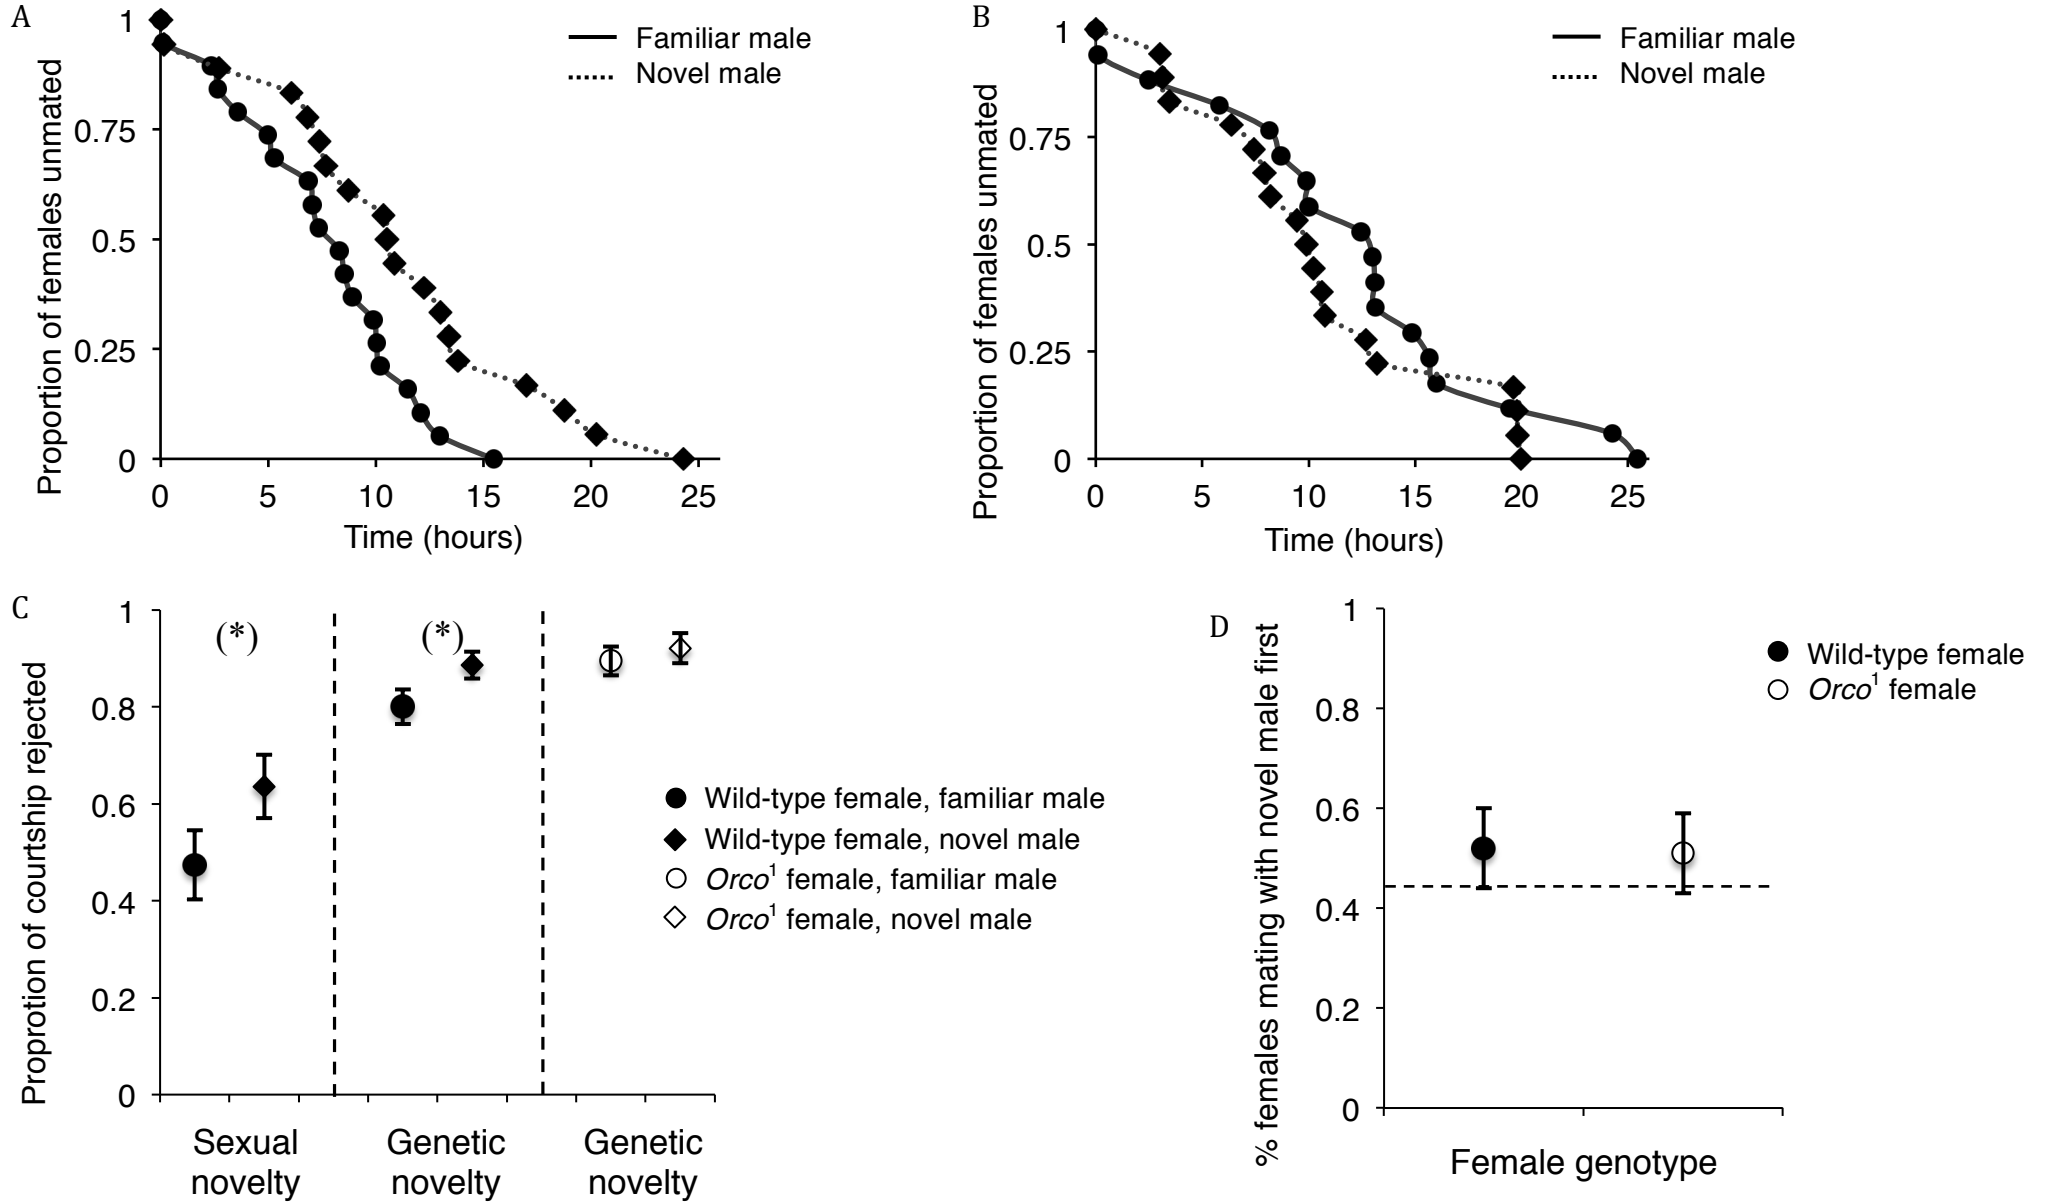 A
Proportion of females unmated
1
0.75
0.5
0.25
0
0 5 10 15 20 25
Time (hours)
Familiar male
Novel male
B
Proportion of females unmated
1
0.75
0.5
0.25
0
0 5 10 15 20 25
Time (hours)
Familiar male
Novel male
C
Proprotion of courtship rejected
1
0.8
0.6
0.4
0.2
0
(*)
(*)
Sexual
novelty
Genetic
novelty
Genetic
novelty
Wild-type female, familiar male
Wild-type female, novel male
Orco¹ female, familiar male
Orco¹ female, novel male
D
% females mating with novel male first
1
0.8
0.6
0.4
0.2
0
Female genotype
Wild-type female
Orco¹ female